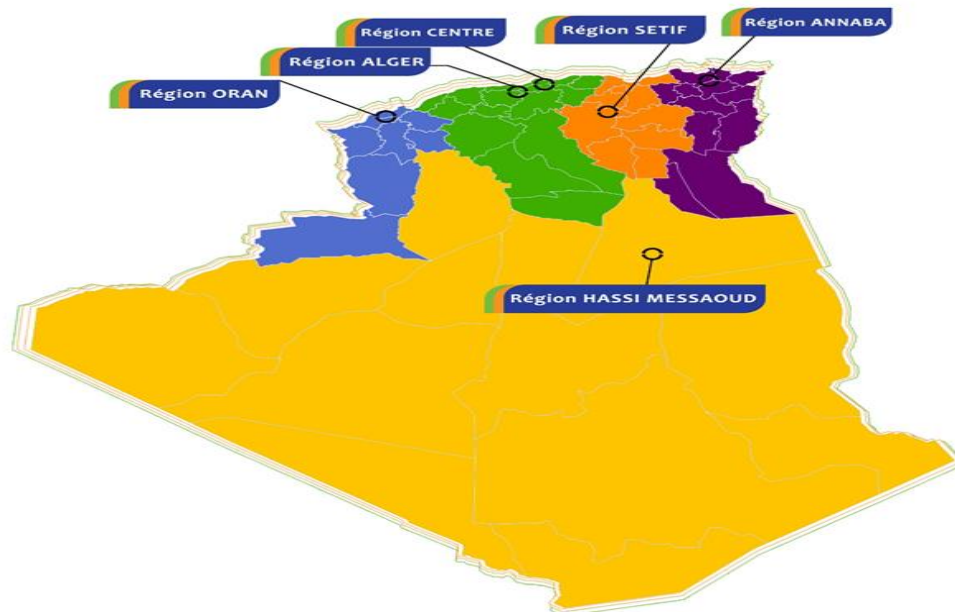 Région CENTRE
Région SETIF
Région ANNABA
Région ALGER
Région ORAN
Région HASSI MESSAOUD